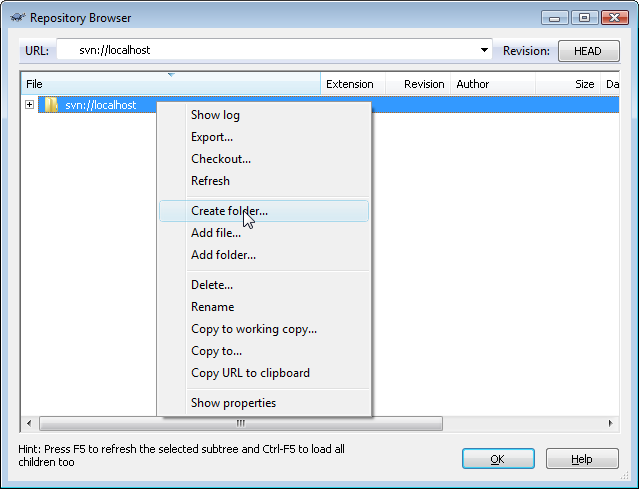 Repository Browser
URL: svn://localhost Revision: HEAD
File Extension Revision Author Size Da
svn://localhost
Show log
Export...
Checkout...
Refresh
Create folder...
Add file...
Add folder...
Delete...
Rename
Copy to working copy...
Copy to...
Copy URL to clipboard
Show properties
Hint: Press F5 to refresh the selected subtree and Ctrl-F5 to load all
children too
OK Help